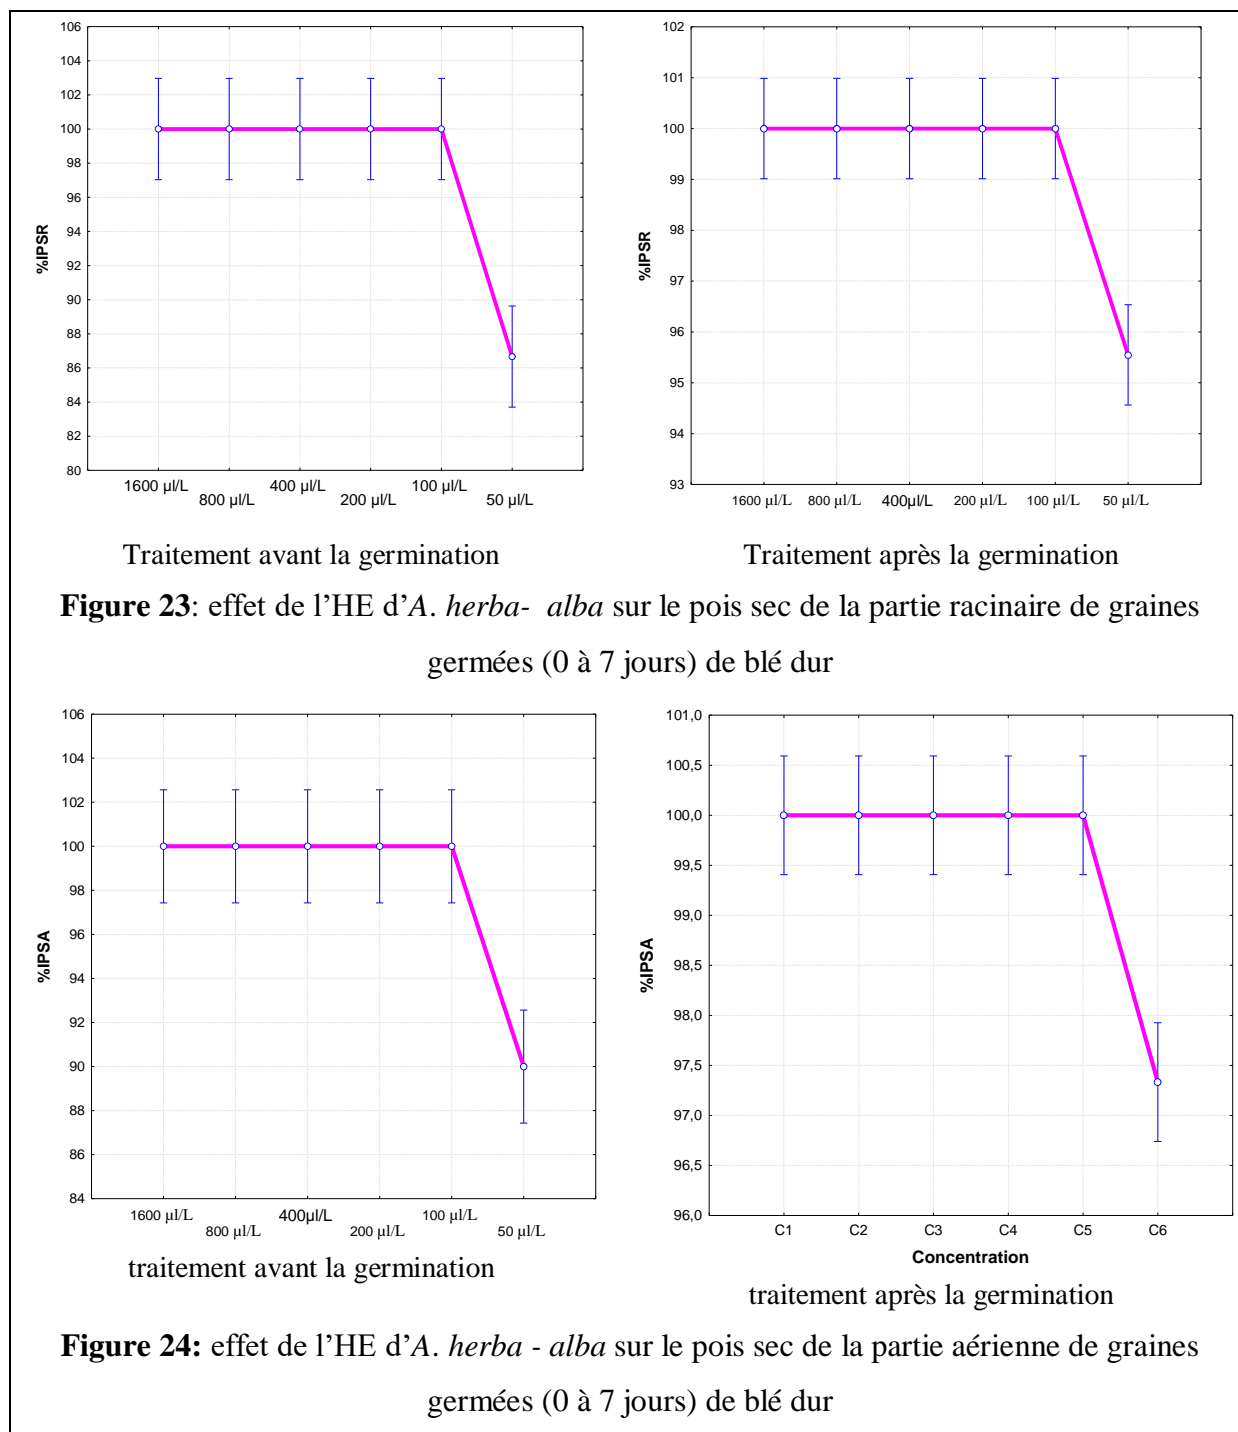 106
104
102
100
98
96
94
92
90
88
86
84
82
80
%IPSR
1600 µl/L
800 µl/L
400 µl/L
200 µl/L
100 µl/L
50 µl/L
Traitement avant la germination
102
101
100
99
98
97
96
95
94
93
%IPSR
1600 µl/L
800 µl/L
400µl/L
200 µl/L
100 µl/L
50 µl/L
Traitement après la germination
Figure 23: effet de l’HE d’A. herba- alba sur le pois sec de la partie racinaire de graines
germées (0 à 7 jours) de blé dur
106
104
102
100
98
96
94
92
90
88
86
84
%IPSA
1600 µl/L
800 µl/L
400µl/L
200 µl/L
100 µl/L
50 µl/L
traitement avant la germination
101,0
100,5
100,0
99,5
99,0
98,5
98,0
97,5
97,0
96,5
96,0
%IPSA
C1 C2 C3 C4 C5 C6
Concentration
traitement après la germination
Figure 24: effet de l’HE d’A. herba - alba sur le pois sec de la partie aérienne de graines
germées (0 à 7 jours) de blé dur